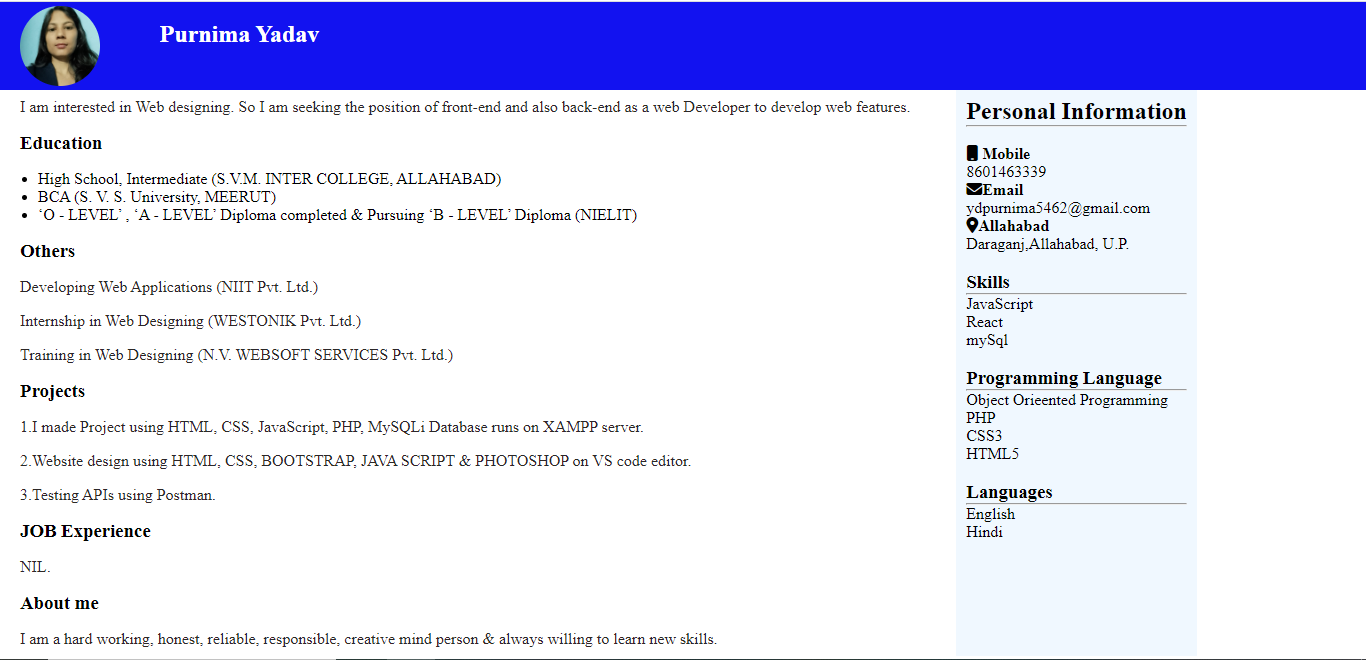 Purnima Yadav
I am interested in Web designing. So I am seeking the position of front-end and also back-end as a web Developer to develop web features.
Education
• High School, Intermediate (S.V.M. INTER COLLEGE, ALLAHABAD)
• BCA (S. V. S. University, MEERUT)
• ‘O - LEVEL’ , ‘A - LEVEL’ Diploma completed & Pursuing ‘B - LEVEL’ Diploma (NIELIT)
Others
Developing Web Applications (NIIT Pvt. Ltd.)
Internship in Web Designing (WESTONIK Pvt. Ltd.)
Training in Web Designing (N.V. WEBSOFT SERVICES Pvt. Ltd.)
Projects
1.I made Project using HTML, CSS, JavaScript, PHP, MySQLi Database runs on XAMPP server.
2.Website design using HTML, CSS, BOOTSTRAP, JAVA SCRIPT & PHOTOSHOP on VS code editor.
3.Testing APIs using Postman.
JOB Experience
NIL.
About me
I am a hard working, honest, reliable, responsible, creative mind person & always willing to learn new skills.
Personal Information
Mobile
8601463339
Email
ydpurnima5462@gmail.com
Allahabad
Daraganj,Allahabad, U.P.
Skills
JavaScript
React
mySql
Programming Language
Object Orieented Programming
PHP
CSS3
HTML5
Languages
English
Hindi